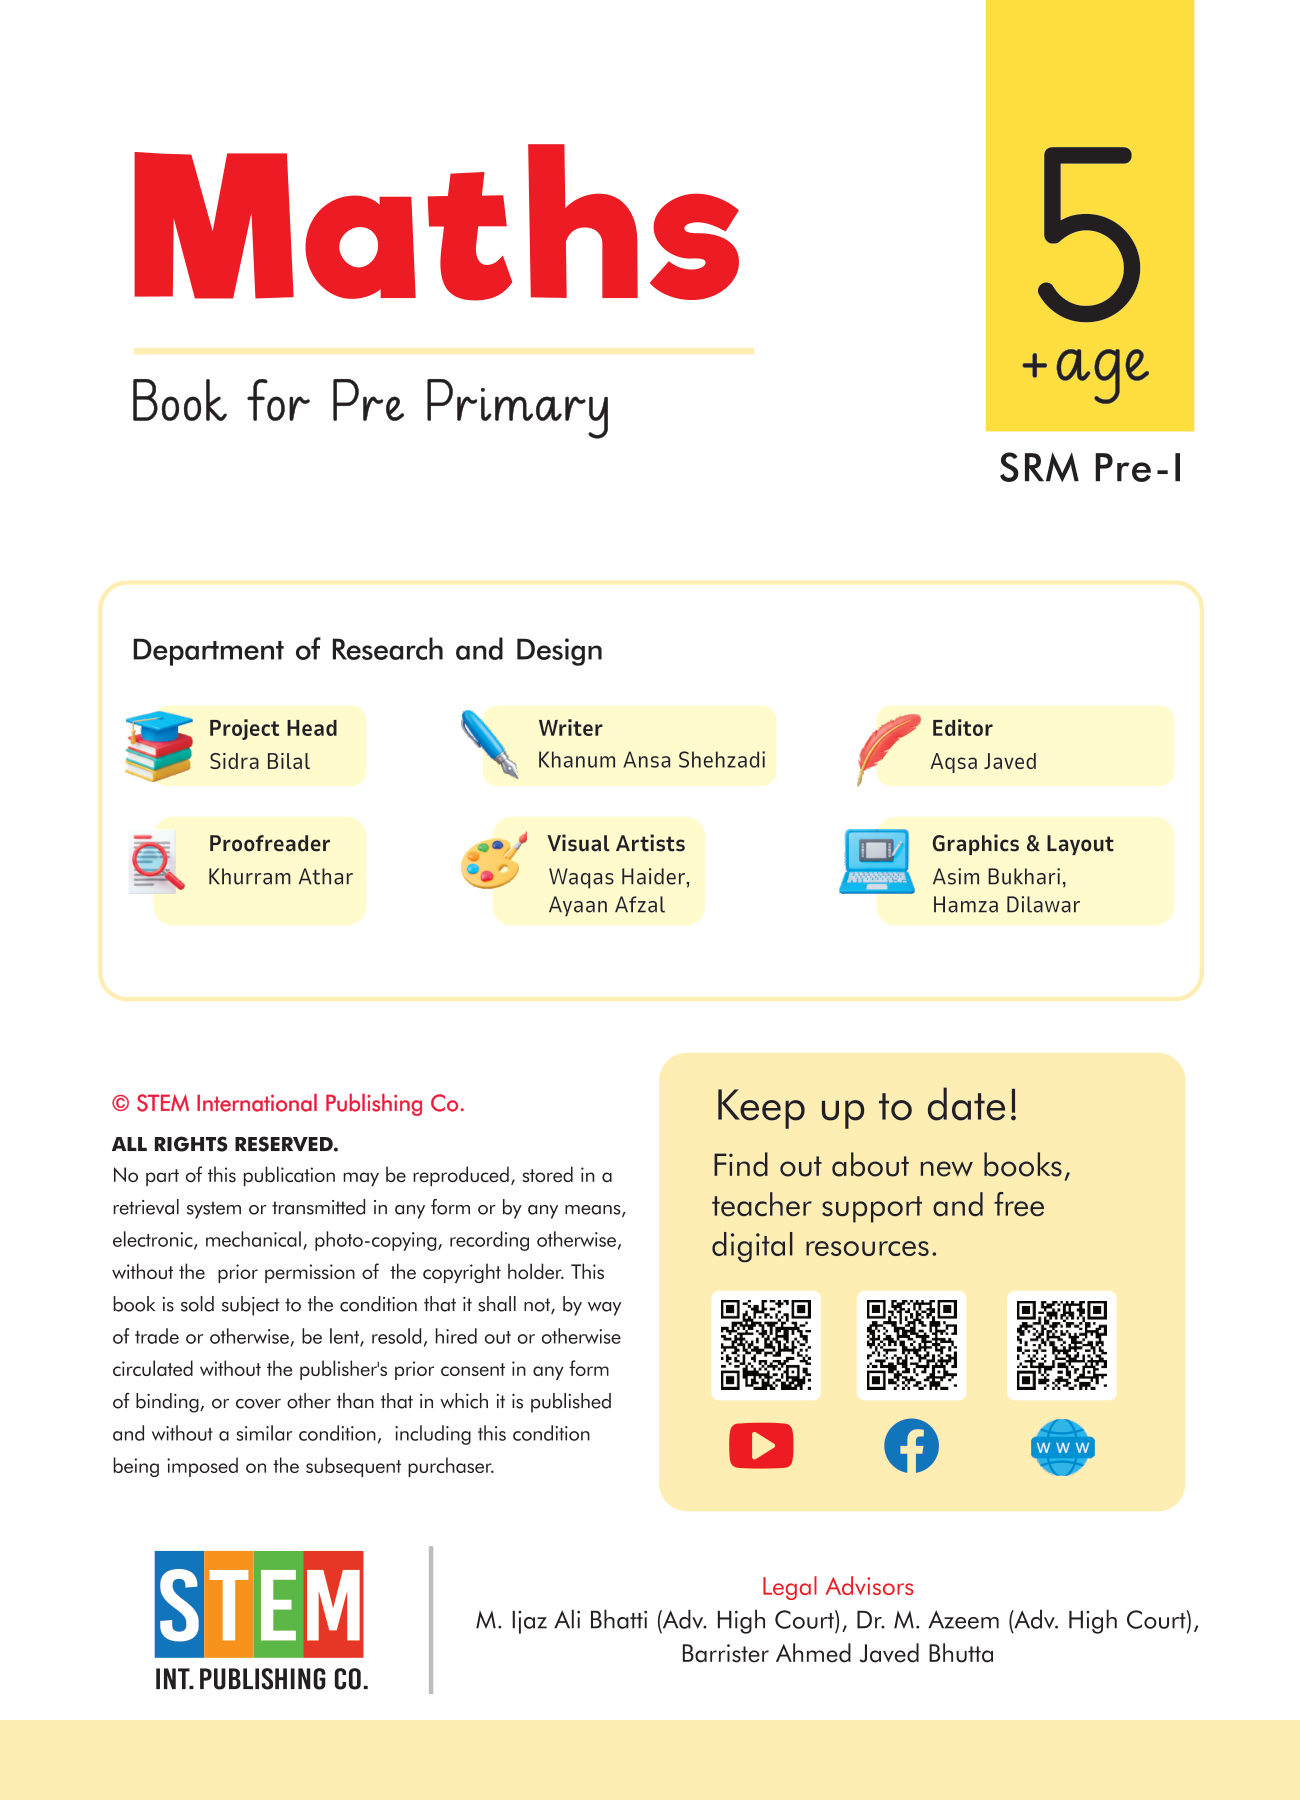 Maths
Book for Pre Primary
5
+age
SRM Pre-I
Department of Research and Design
Project Head
Sidra Bilal
Writer
Khanum Ansa Shehzadi
Editor
Aqsa Javed
Proofreader
Khurram Athar
Visual Artists
Waqas Haider,
Ayaan Afzal
Graphics & Layout
Asim Bukhari,
Hamza Dilawar
© STEM International Publishing Co.
ALL RIGHTS RESERVED.
No part of this publication may be reproduced, stored in a
retrieval system or transmitted in any form or by any means,
electronic, mechanical, photo-copying, recording otherwise,
without the prior permission of the copyright holder. This
book is sold subject to the condition that it shall not, by way
of trade or otherwise, be lent, resold, hired out or otherwise
circulated without the publisher's prior consent in any form
of binding, or cover other than that in which it is published
and without a similar condition, including this condition
being imposed on the subsequent purchaser.
Keep up to date!
Find out about new books,
teacher support and free
digital resources.
WWW
STEM
INT. PUBLISHING CO.
Legal Advisors
M. Ijaz Ali Bhatti (Adv. High Court), Dr. M. Azeem (Adv. High Court),
Barrister Ahmed Javed Bhutta